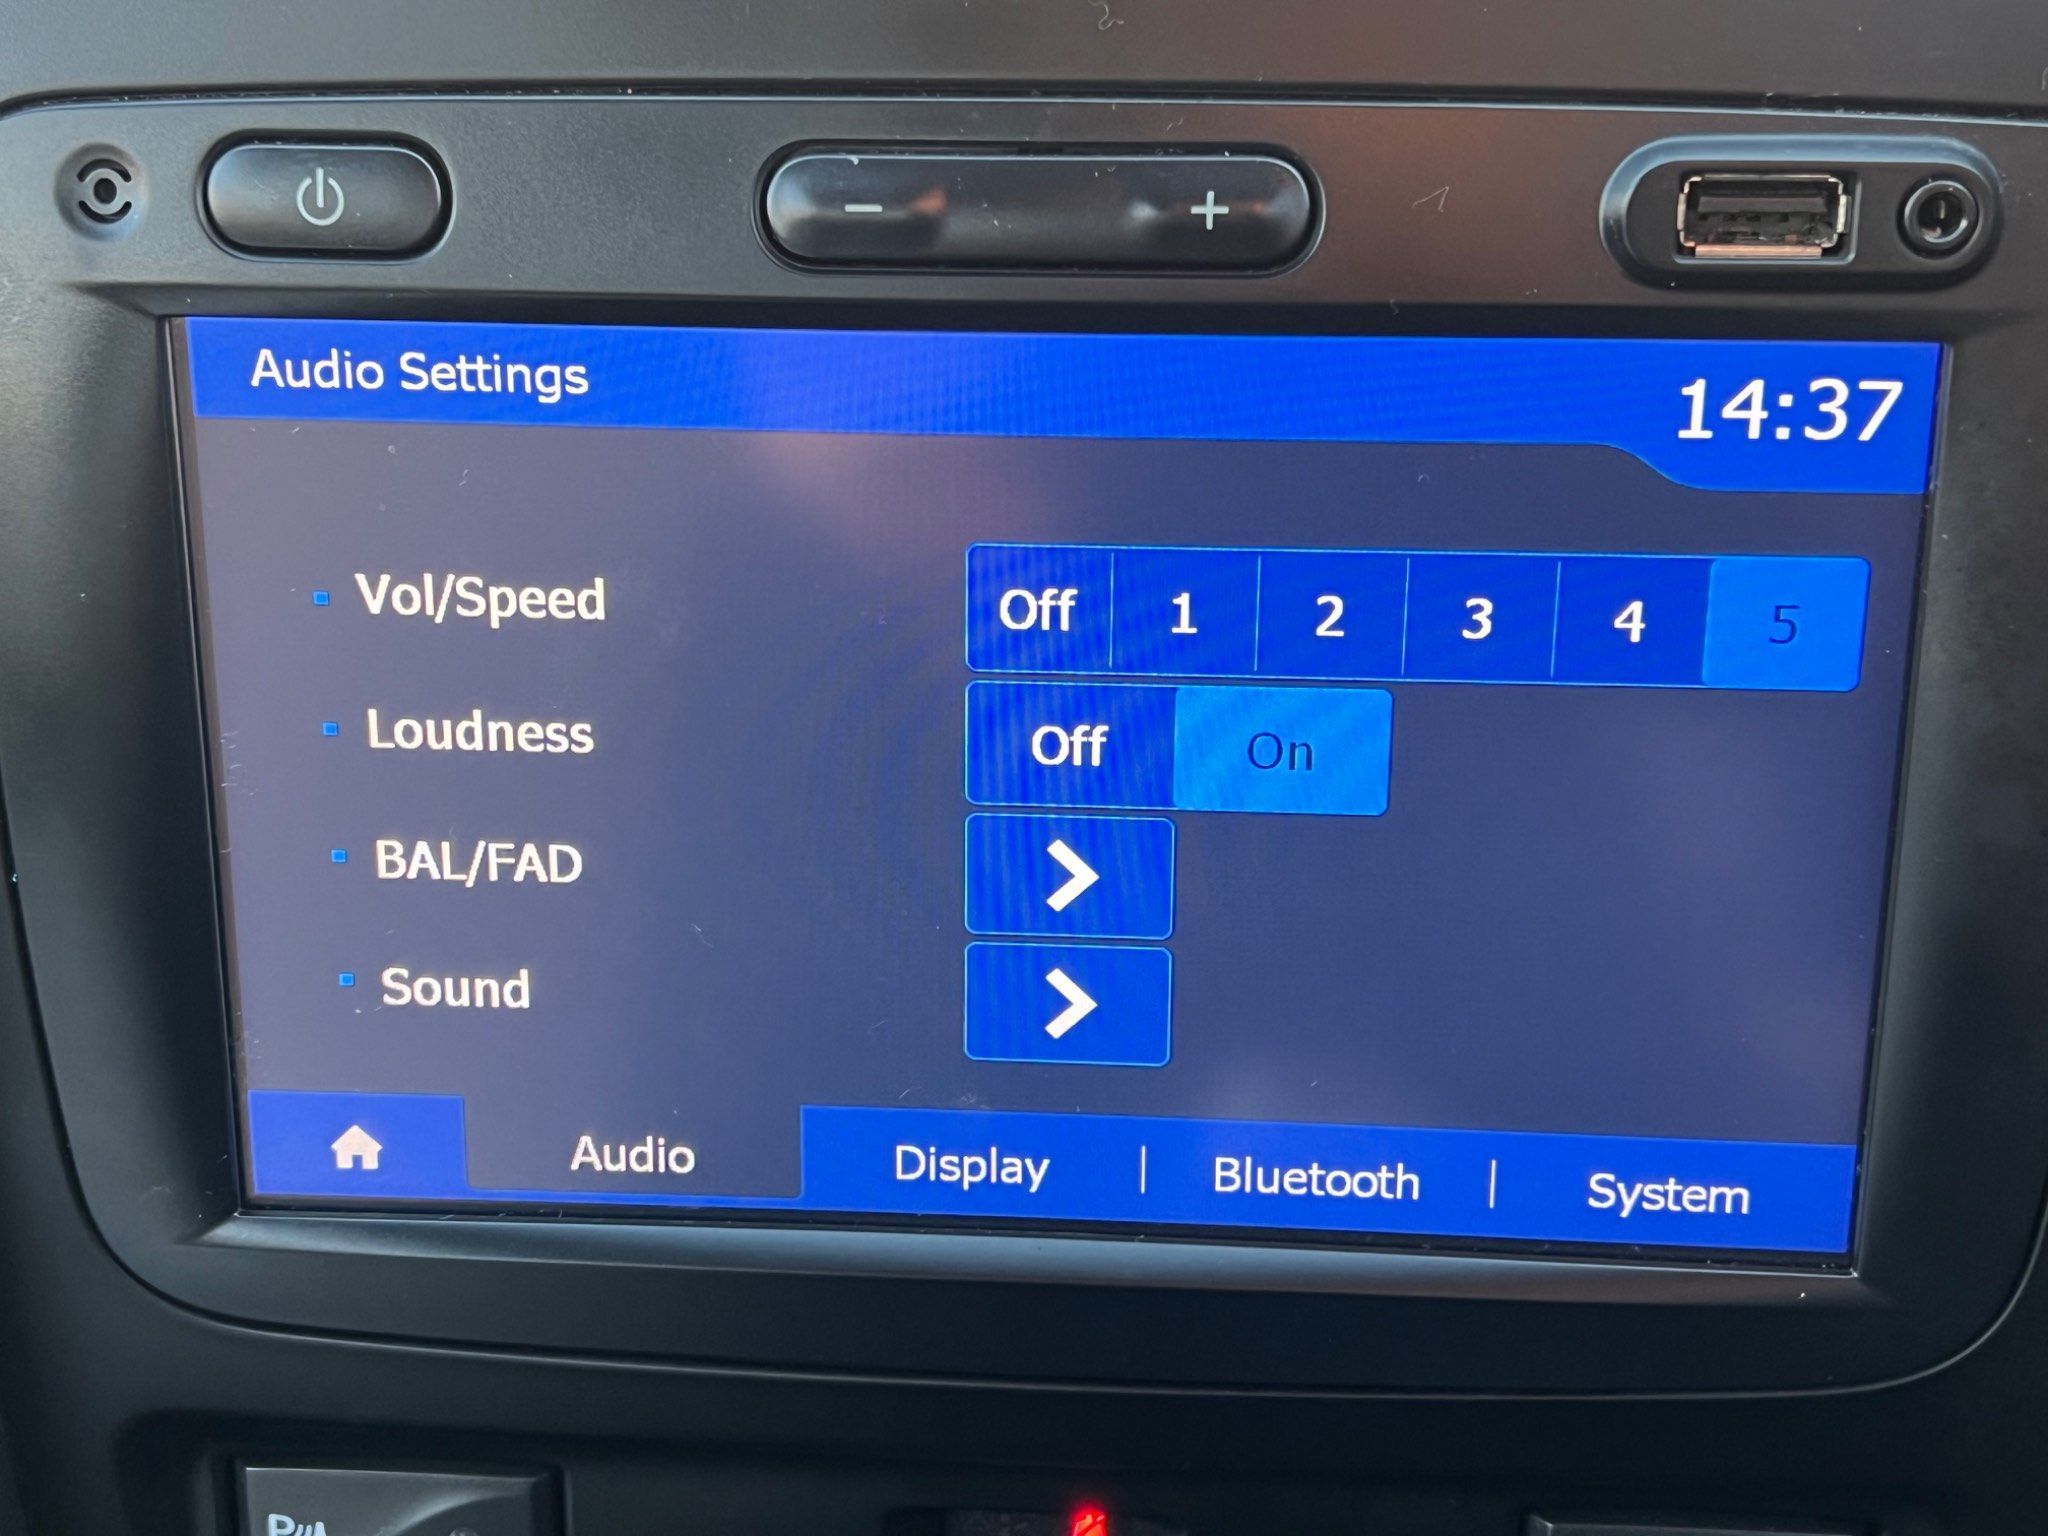 Audio Settings
14:37
Vol/Speed Off 1 2 3 4 5
Loudness Off On
BAL/FAD
Sound
Audio Display | Bluetooth | System
P